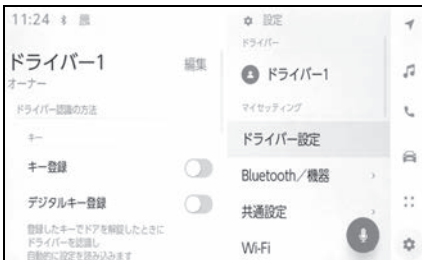 11:24
ドライバー1
編集
オーナー
ドライバー認識の方法
キー
キー登録
デジタルキー登録
登録したキーでドアを解錠したときに
ドライバーを認識し
自動的に設定を読み込みます
設定
ドライバー
ドライバー1
マイセッティング
ドライバー設定
Bluetooth／機器
共通設定
Wi-Fi